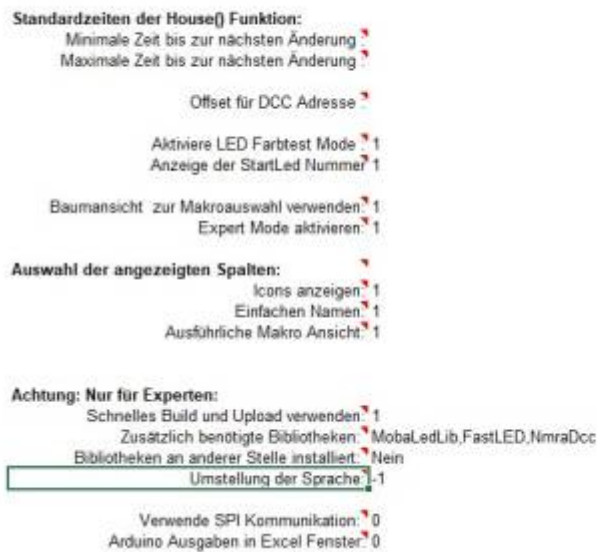 Standardzeiten der House() Funktion:
Minimale Zeit bis zur nächsten Änderung :
Maximale Zeit bis zur nächsten Änderung :
Offset für DCC Adresse :
Aktiviere LED Farbtest Mode : 1
Anzeige der StartLed Nummer 1
Baumansicht zur Makroauswahl verwenden: 1
Expert Mode aktivieren: 1
Auswahl der angezeigten Spalten:
Icons anzeigen: 1
Einfachen Namen: 1
Ausführliche Makro Ansicht: 1
Achtung: Nur für Experten:
Schnelles Build und Upload verwenden: 1
Zusätzlich benötigte Bibliotheken: MobaLedLib,FastLED,NmraDcc
Bibliotheken an anderer Stelle installiert: Nein
Umstellung der Sprache: -1
Verwende SPI Kommunikation: 0
Arduino Ausgaben in Excel Fenster: 0